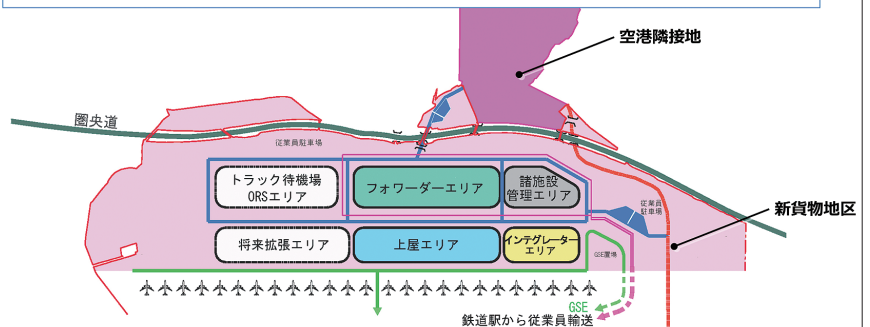 空港隣接地
圏央道
従業員駐車場
トラック待機場
ORSエリア
フォワーダーエリア
諸施設
管理エリア
従業員
駐車場
新貨物地区
将来拡張エリア
上屋エリア
インテグレーター
エリア
GSE置場
GSE
鉄道駅から従業員輸送